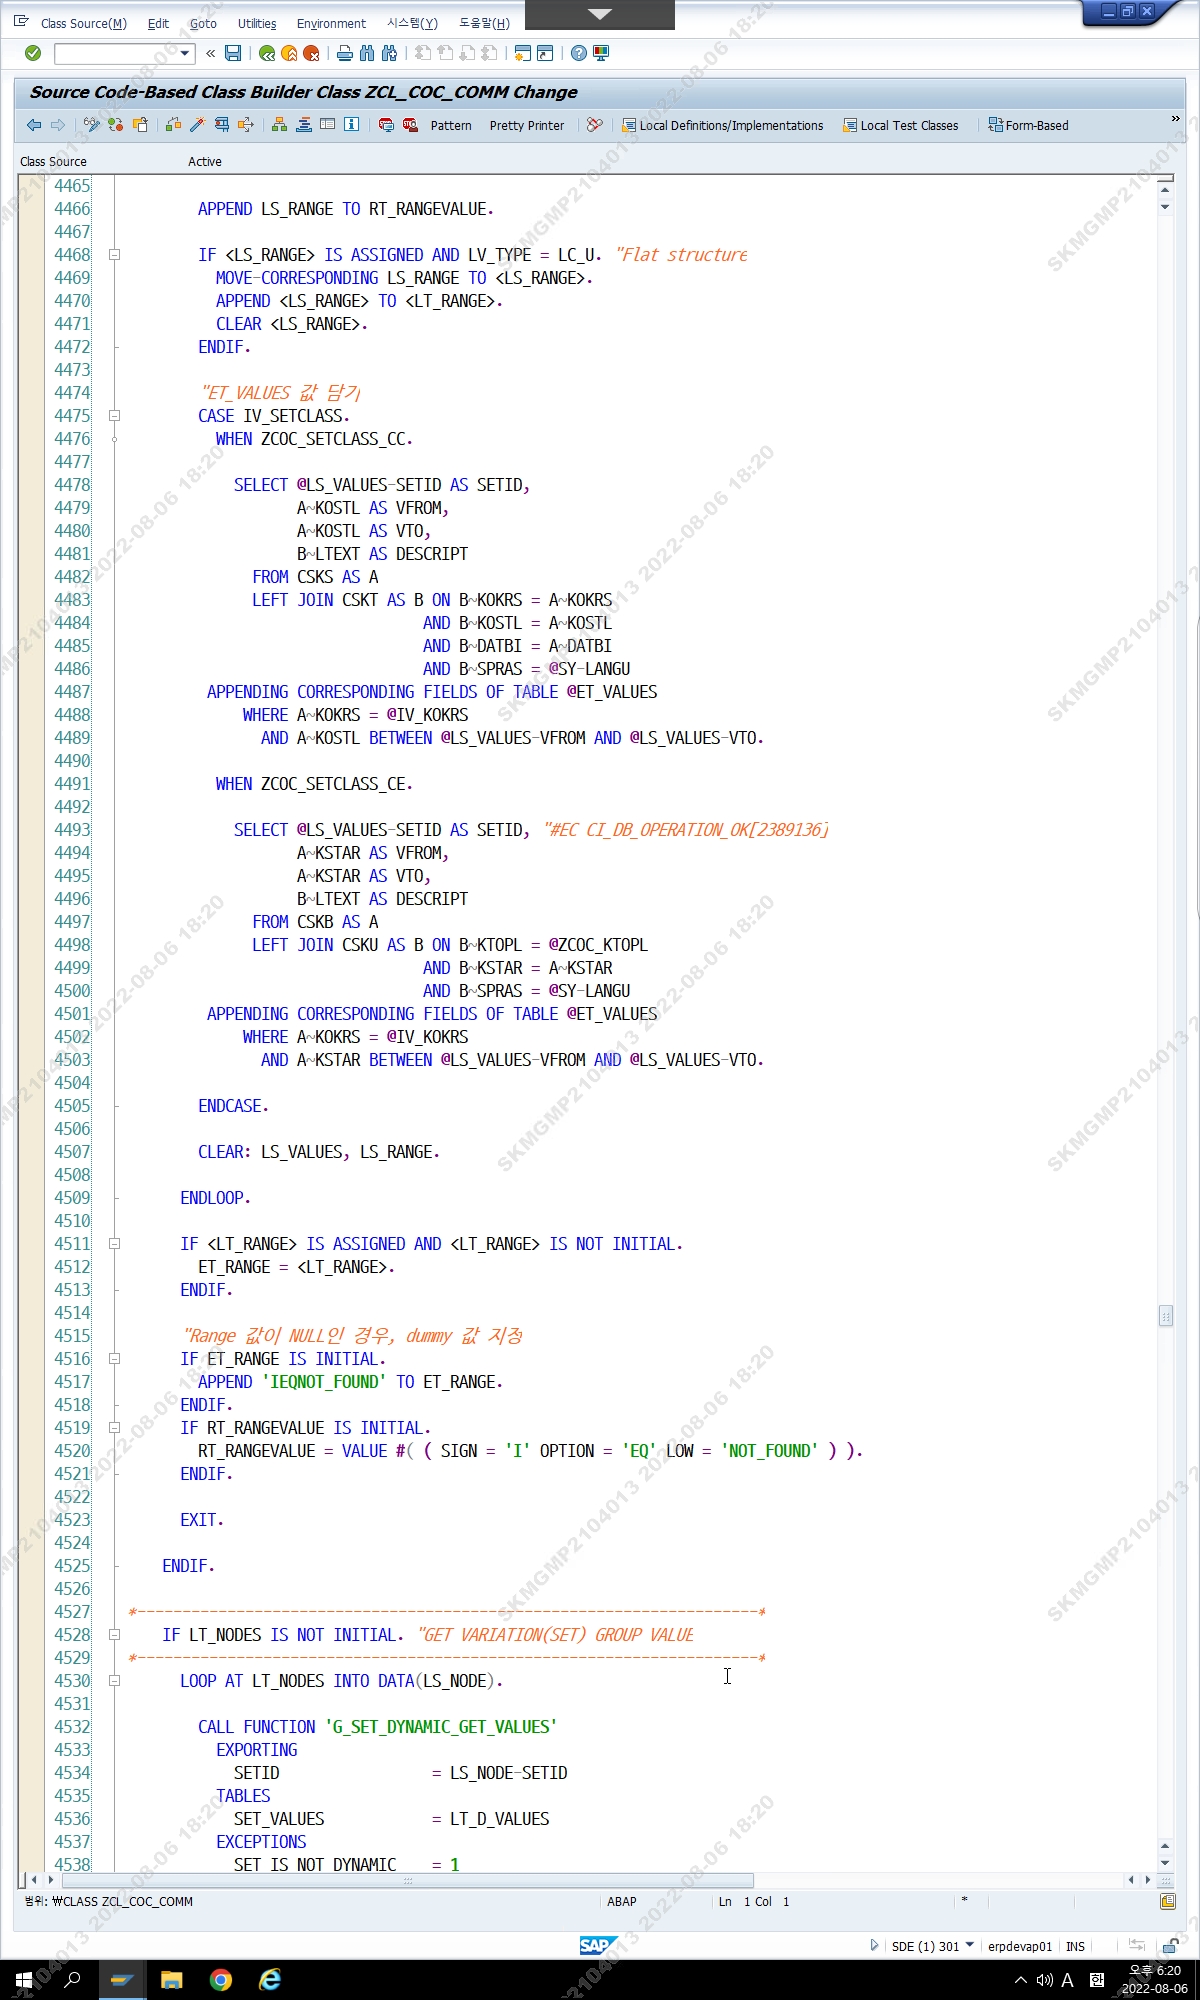 Class Source(M) Edit Goto Utilities Environment 시스템(Y) 도움말(H)
Source Code-Based Class Builder Class ZCL_COC_COMM Change
Pattern Pretty Printer Local Definitions/Implementations Local Test Classes Form-Based
Class Source Active
4465
4466 APPEND LS_RANGE TO RT_RANGEVALUE.
4467
4468 IF <LS_RANGE> IS ASSIGNED AND LV_TYPE = LC_U. "Flat structure
4469 MOVE-CORRESPONDING LS_RANGE TO <LS_RANGE>.
4470 APPEND <LS_RANGE> TO <LT_RANGE>.
4471 CLEAR <LS_RANGE>.
4472 ENDIF.
4473
4474 "ET_VALUES 값 담기
4475 CASE IV_SETCLASS.
4476 WHEN ZCOC_SETCLASS_CC.
4477
4478 SELECT @LS_VALUES-SETID AS SETID,
4479 A~KOSTL AS VFROM,
4480 A~KOSTL AS VTO,
4481 B~LTEXT AS DESCRIPT
4482 FROM CSKS AS A
4483 LEFT JOIN CSKT AS B ON B~KOKRS = A~KOKRS
4484 AND B~KOSTL = A~KOSTL
4485 AND B~DATBI = A~DATBI
4486 AND B~SPRAS = @SY-LANGU
4487 APPENDING CORRESPONDING FIELDS OF TABLE @ET_VALUES
4488 WHERE A~KOKRS = @IV_KOKRS
4489 AND A~KOSTL BETWEEN @LS_VALUES-VFROM AND @LS_VALUES-VTO.
4490
4491 WHEN ZCOC_SETCLASS_CE.
4492
4493 SELECT @LS_VALUES-SETID AS SETID, "#EC CI_DB_OPERATION_OK[2389136]
4494 A~KSTAR AS VFROM,
4495 A~KSTAR AS VTO,
4496 B~LTEXT AS DESCRIPT
4497 FROM CSKB AS A
4498 LEFT JOIN CSKU AS B ON B~KTOPL = @ZCOC_KTOPL
4499 AND B~KSTAR = A~KSTAR
4500 AND B~SPRAS = @SY-LANGU
4501 APPENDING CORRESPONDING FIELDS OF TABLE @ET_VALUES
4502 WHERE A~KOKRS = @IV_KOKRS
4503 AND A~KSTAR BETWEEN @LS_VALUES-VFROM AND @LS_VALUES-VTO.
4504
4505 ENDCASE.
4506
4507 CLEAR: LS_VALUES, LS_RANGE.
4508
4509 ENDLOOP.
4510
4511 IF <LT_RANGE> IS ASSIGNED AND <LT_RANGE> IS NOT INITIAL.
4512 ET_RANGE = <LT_RANGE>.
4513 ENDIF.
4514
4515 "Range 값이 NULL인 경우, dummy 값 지정
4516 IF ET_RANGE IS INITIAL.
4517 APPEND 'IEQNOT_FOUND' TO ET_RANGE.
4518 ENDIF.
4519 IF RT_RANGEVALUE IS INITIAL.
4520 RT_RANGEVALUE = VALUE #( ( SIGN = 'I' OPTION = 'EQ' LOW = 'NOT_FOUND' ) ).
4521 ENDIF.
4522
4523 EXIT.
4524
4525 ENDIF.
4526
4527 *---------------------------------------------------------------------*
4528 IF LT_NODES IS NOT INITIAL. "GET VARIATION(SET) GROUP VALUE
4529 *---------------------------------------------------------------------*
4530 LOOP AT LT_NODES INTO DATA(LS_NODE).
4531
4532 CALL FUNCTION 'G_SET_DYNAMIC_GET_VALUES'
4533 EXPORTING
4534 SETID = LS_NODE-SETID
4535 TABLES
4536 SET_VALUES = LT_D_VALUES
4537 EXCEPTIONS
4538 SET_IS_NOT_DYNAMIC = 1
범위: ₩CLASS ZCL_COC_COMM ABAP Ln 1 Col 1 *
SAP SDE (1) 301 erpdevap01 INS
A 한 오후 6:20
2022-08-06
SKMGMP2104013 2022-08-06 18:20